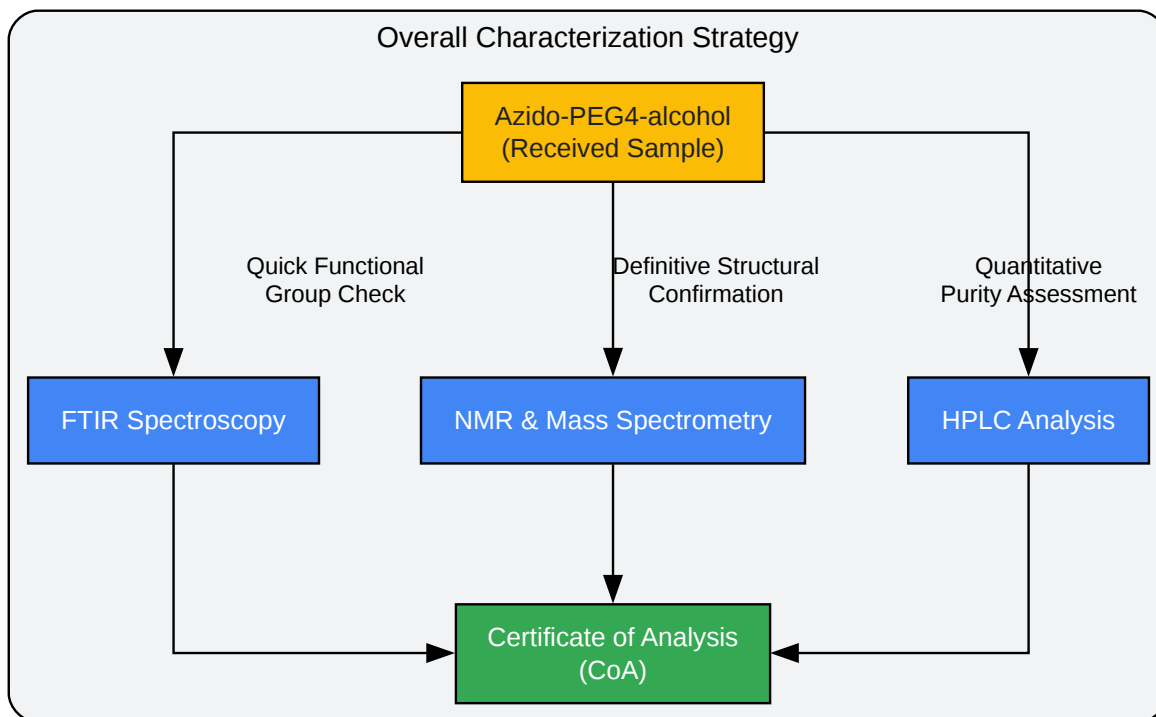 Overall Characterization Strategy
Azido-PEG4-alcohol
(Received Sample)
Quick Functional
Group Check
Definitive Structural
Confirmation
Quantitative
Purity Assessment
FTIR Spectroscopy
NMR & Mass Spectrometry
HPLC Analysis
Certificate of Analysis
(CoA)